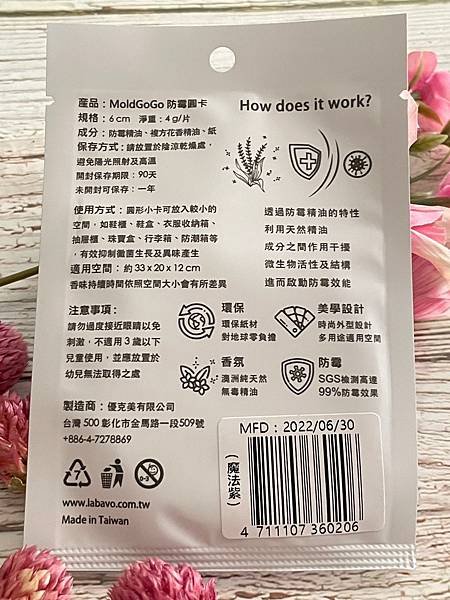 產品：MoldGoGo 防霉圓卡
規格：6 cm  淨重：4 g/片
成分：防霉精油、複方花香精油、紙
保存方式：請放置於陰涼乾燥處，
避免陽光照射及高溫
開封保存期限：90天
未開封可保存：一年
使用方式：圓形小卡可放入較小的
空間，如鞋櫃、鞋盒、衣服收納箱、
抽屜櫃、珠寶盒、行李箱、防潮箱等
，有效抑制黴菌生長及異味產生
適用空間：約 33 x 20 x 12 cm
香味持續時間依照空間大小會有所差異
How does it work?
透過防霉精油的特性
利用天然精油
成分之間作用干擾
微生物活性及結構
進而啟動防霉效能
注意事項：
請勿過度接近眼睛以免
刺激，不適用 3 歲以下
兒童使用，並應放置於
幼兒無法取得之處
環保
環保紙材
對地球零負擔
美學設計
時尚外型設計
多用途適用空間
香氛
澳洲純天然
無毒精油
防霉
SGS檢測高達
99%防霉效果
製造商：優克美有限公司
台灣 500 彰化市金馬路一段509號
+886-4-7278869
7
0-3
www.labavo.com.tw
Made in Taiwan
MFD：2022/06/30
（魔法紫）
4 711107 360206